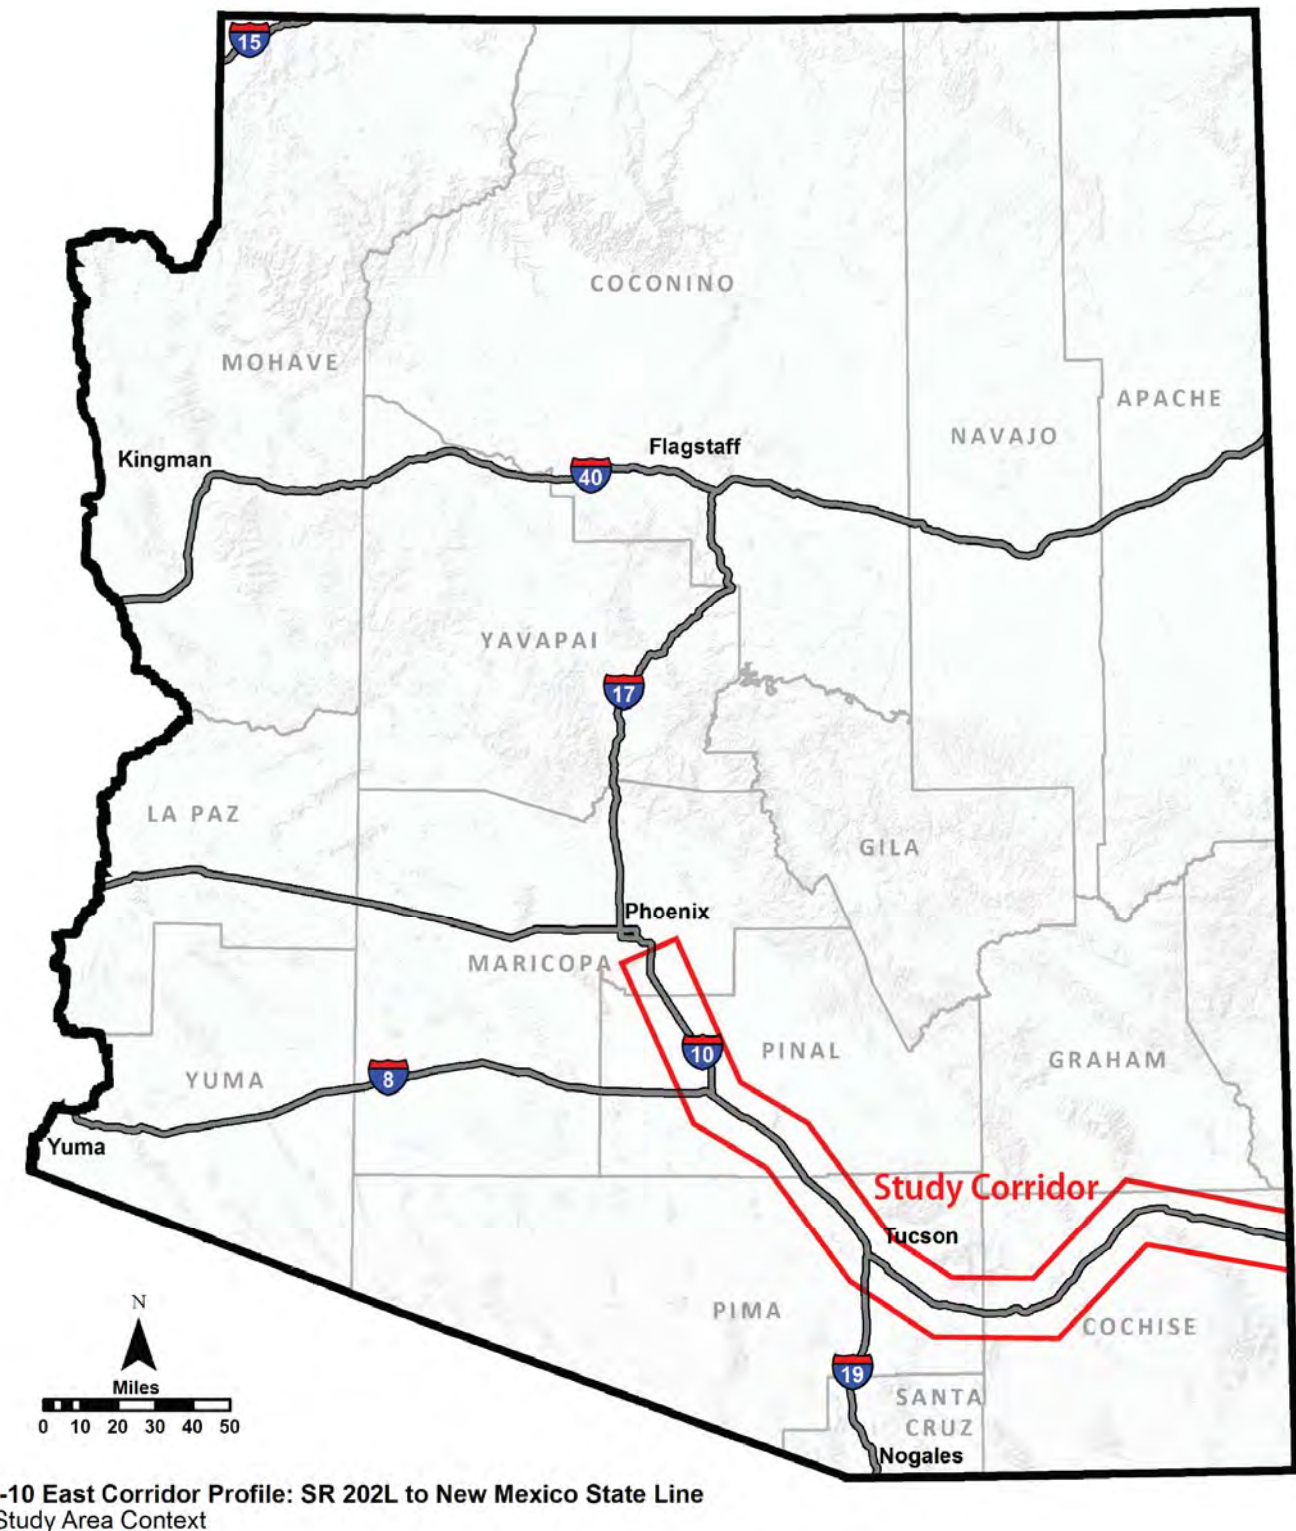 15
COCONINO
MOHAVE
APACHE
NAVAJO
Flagstaff
Kingman
40
YAVAPAI
17
LA PAZ
GILA
Phoenix
MARICOPA
10
PINAL
GRAHAM
8
YUMA
Yuma
Study Corridor
Tucson
N
PIMA
COCHISE
Miles
0 10 20 30 40 50
19
SANTA
CRUZ
Nogales
-10 East Corridor Profile: SR 202L to New Mexico State Line
Study Area Context